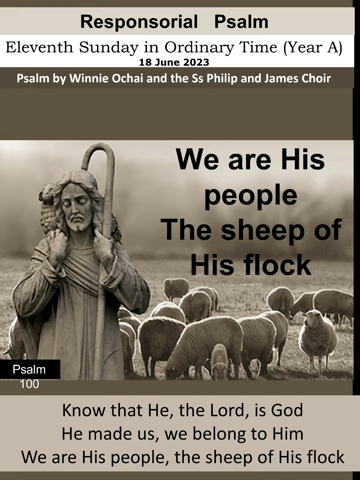 Responsorial Psalm
Eleventh Sunday in Ordinary Time (Year A)
18 June 2023
Psalm by Winnie Ochai and the Ss Philip and James Choir
We are His
people
The sheep of
His flock
Psalm
100
Know that He, the Lord, is God
He made us, we belong to Him
We are His people, the sheep of His flock